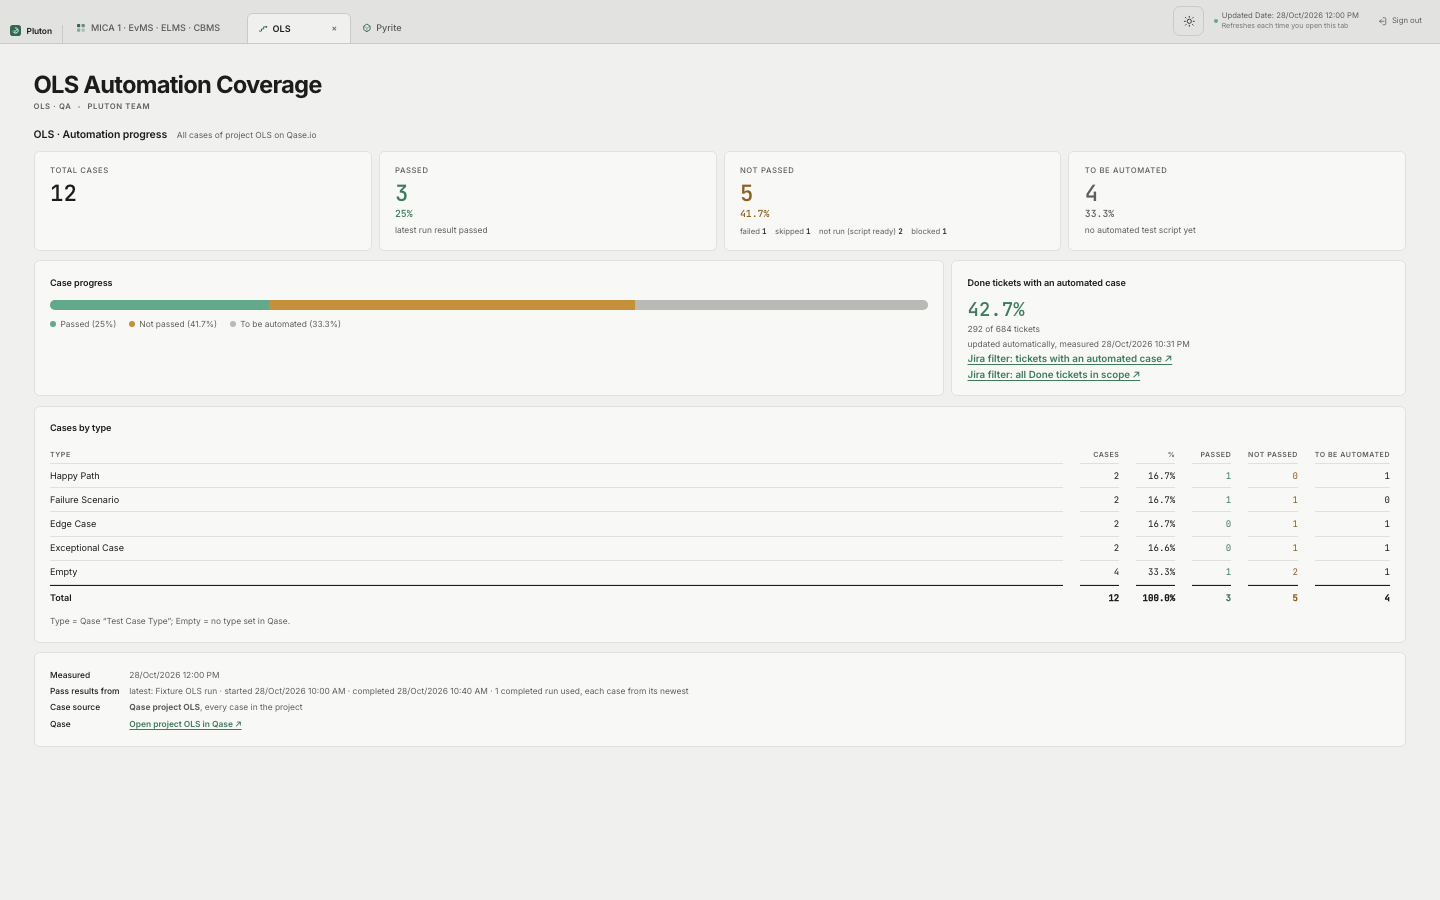 Pluton
MICA 1 · EvMS · ELMS · CBMS
OLS
×
Pyrite
Updated Date: 28/Oct/2026 12:00 PM
Refreshes each time you open this tab
Sign out
OLS Automation Coverage
OLS · QA · PLUTON TEAM
OLS · Automation progress All cases of project OLS on Qase.io
TOTAL CASES
12
PASSED
3
25%
latest run result passed
NOT PASSED
5
41.7%
failed 1 skipped 1 not run (script ready) 2 blocked 1
TO BE AUTOMATED
4
33.3%
no automated test script yet
Case progress
Passed (25%) Not passed (41.7%) To be automated (33.3%)
Done tickets with an automated case
42.7%
292 of 684 tickets
updated automatically, measured 28/Oct/2026 10:31 PM
Jira filter: tickets with an automated case ↗
Jira filter: all Done tickets in scope ↗
Cases by type
TYPE CASES % PASSED NOT PASSED TO BE AUTOMATED
Happy Path 2 16.7% 1 0 1
Failure Scenario 2 16.7% 1 1 0
Edge Case 2 16.7% 0 1 1
Exceptional Case 2 16.6% 0 1 1
Empty 4 33.3% 1 2 1
Total 12 100.0% 3 5 4
Type = Qase “Test Case Type”; Empty = no type set in Qase.
Measured 28/Oct/2026 12:00 PM
Pass results from latest: Fixture OLS run · started 28/Oct/2026 10:00 AM · completed 28/Oct/2026 10:40 AM · 1 completed run used, each case from its newest
Case source Qase project OLS, every case in the project
Qase Open project OLS in Qase ↗